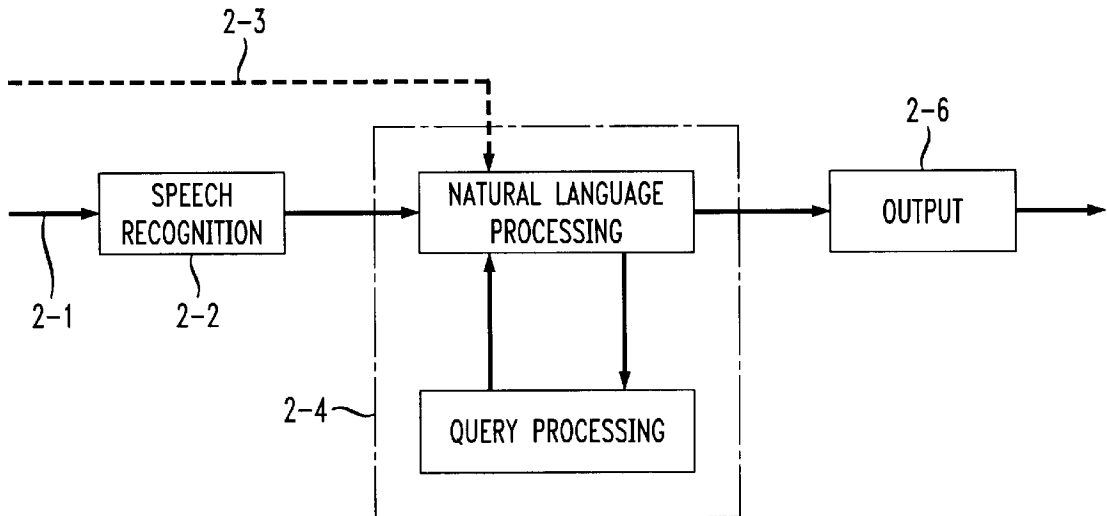 2-3
2-6
SPEECH
RECOGNITION
NATURAL LANGUAGE
PROCESSING
OUTPUT
2-1
2-2
2-4
QUERY PROCESSING